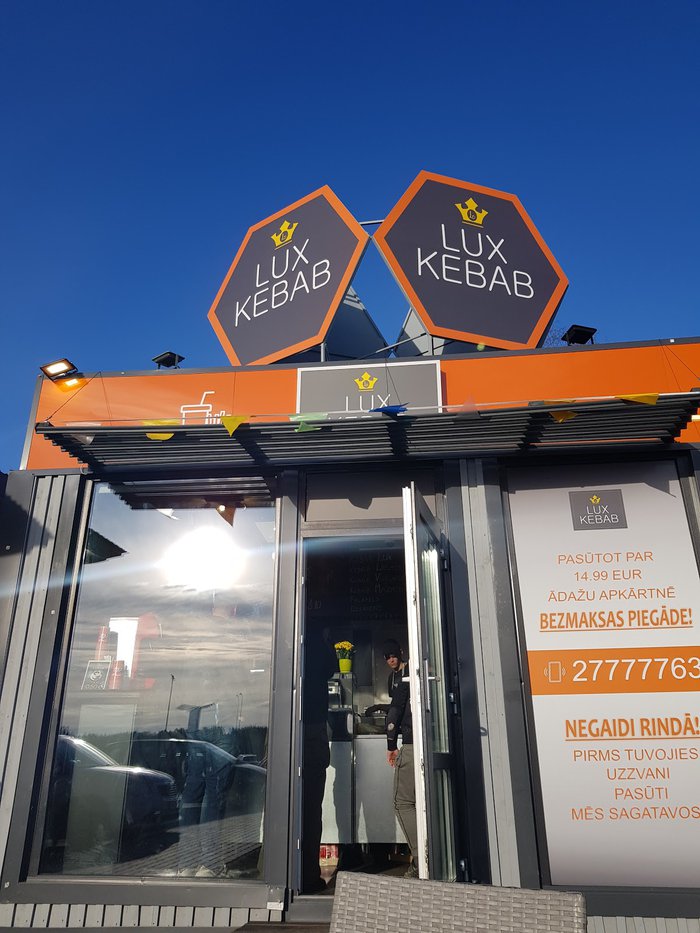 LUX
KEBAB
LUX
KEBAB
LUX
LUX
KEBAB
PASŪTOT PAR
14.99 EUR
ĀDAŽU APKĀRTNĒ
BEZMAKSAS PIEGĀDE!
27777763
NEGAIDI RINDĀ!
PIRMS TUVOJIES
UZZVANI
PASŪTI
MĒS SAGATAVOS